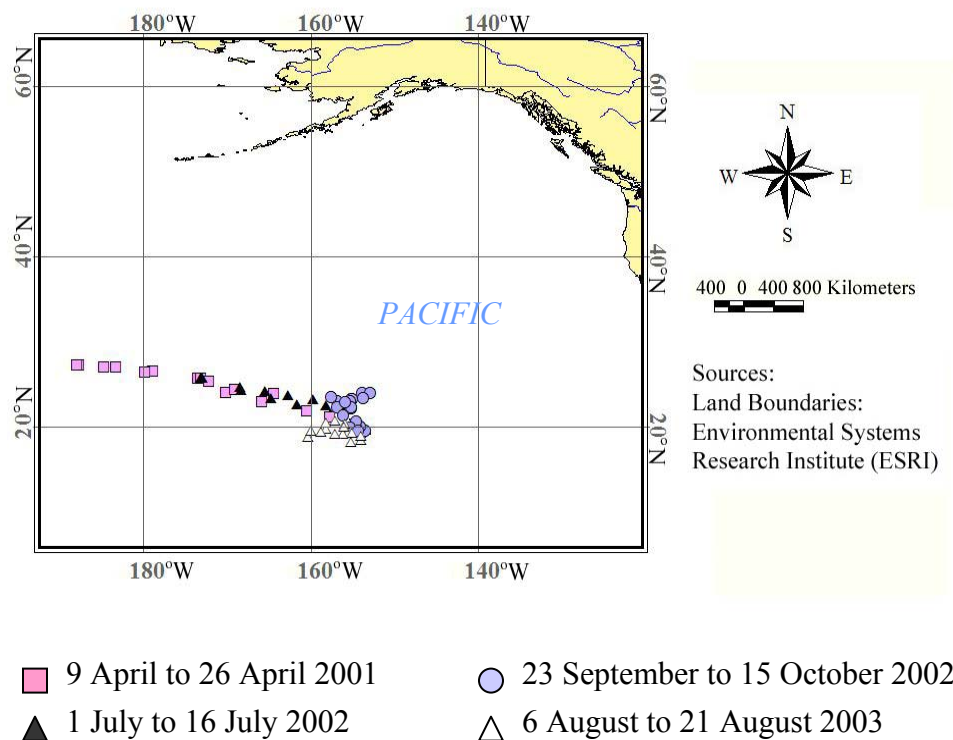 180°W 160°W 140°W
60°N 60°N
40°N 40°N
20°N 20°N
PACIFIC
180°W 160°W 140°W
N
W E
S
400 0 400 800 Kilometers
Sources:
Land Boundaries:
Environmental Systems
Research Institute (ESRI)
9 April to 26 April 2001
23 September to 15 October 2002
1 July to 16 July 2002
6 August to 21 August 2003